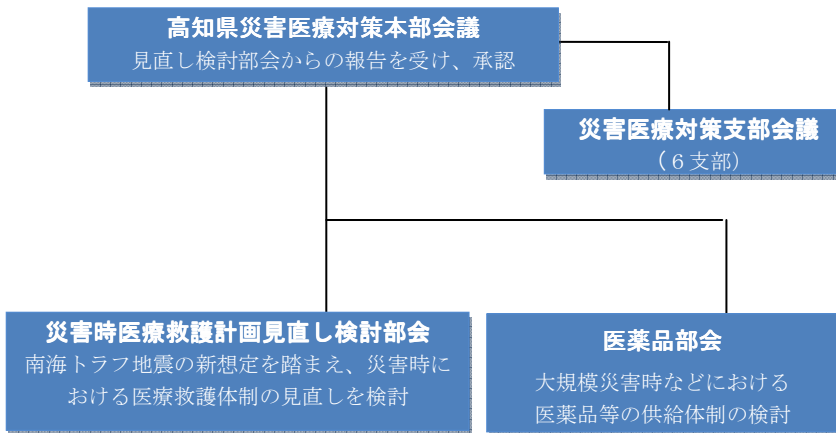 高知県災害医療対策本部会議
見直し検討部会からの報告を受け、承認
災害医療対策支部会議
（６支部）
災害時医療救護計画見直し検討部会
南海トラフ地震の新想定を踏まえ、災害時に
おける医療救護体制の見直しを検討
医薬品部会
大規模災害時などにおける
医薬品等の供給体制の検討